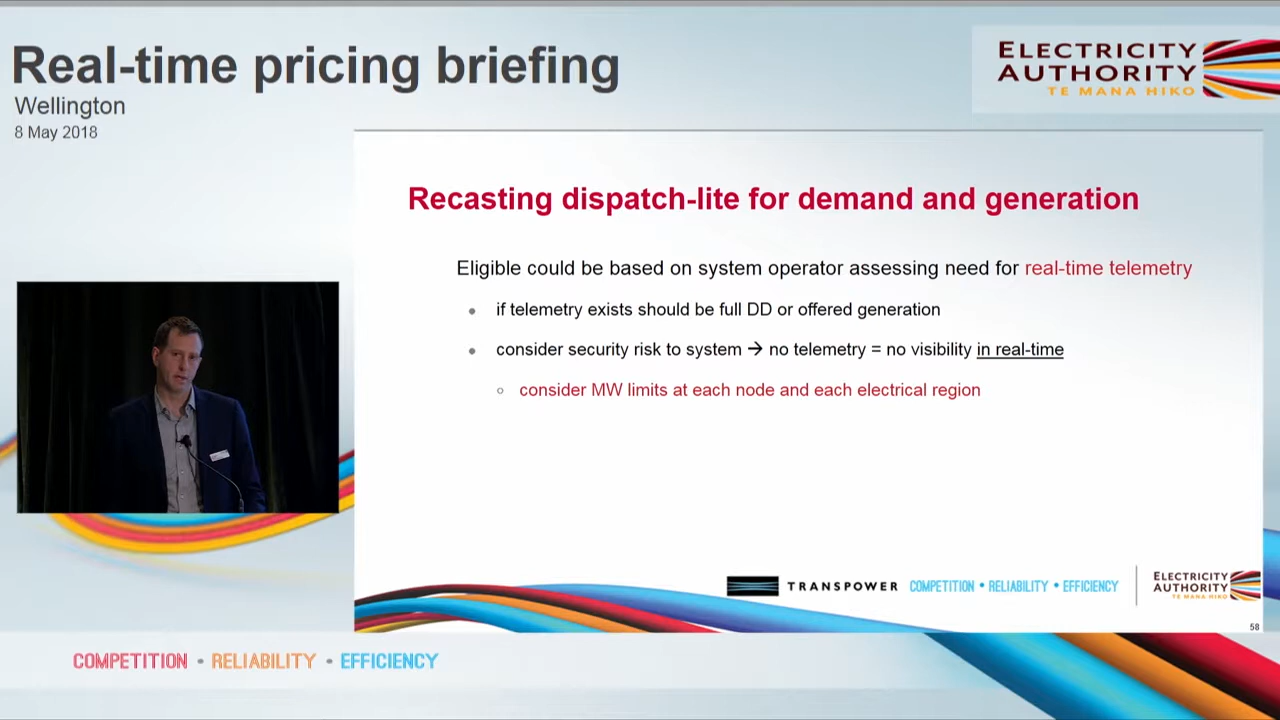 Real-time pricing briefing
Wellington
8 May 2018
ELECTRICITY
AUTHORITY
TE MANA HIKO
Recasting dispatch-lite for demand and generation
Eligible could be based on system operator assessing need for real-time telemetry
• if telemetry exists should be full DD or offered generation
• consider security risk to system → no telemetry = no visibility in real-time
○ consider MW limits at each node and each electrical region
TRANSPOWER COMPETITION • RELIABILITY • EFFICIENCY
ELECTRICITY
AUTHORITY
TE MANA HIKO
58
COMPETITION • RELIABILITY • EFFICIENCY